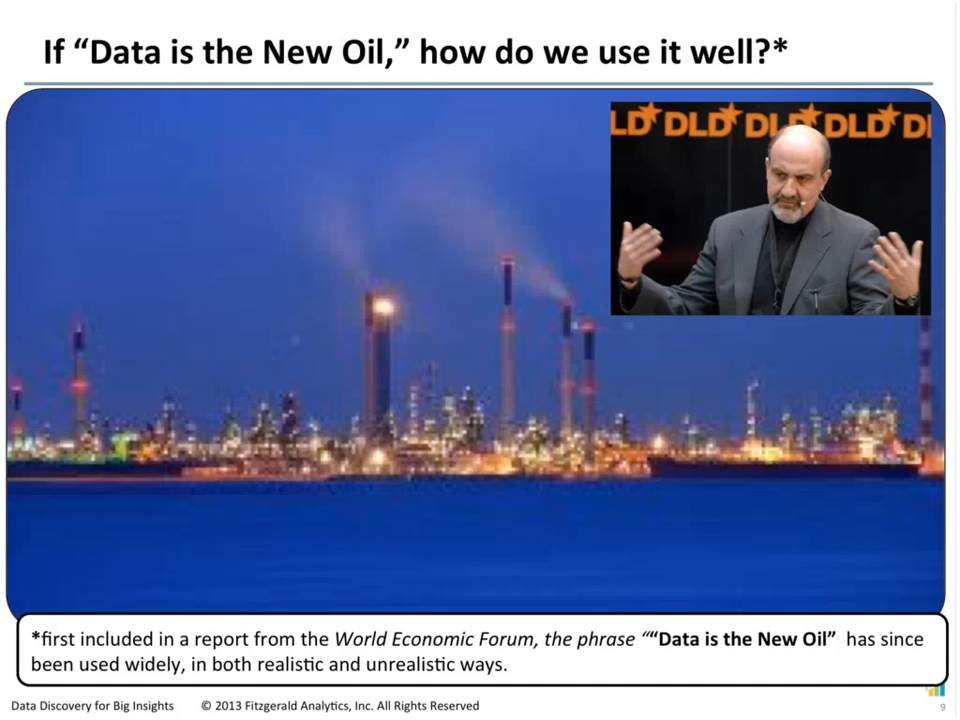 If “Data is the New Oil,” how do we use it well?*
LD DLD DL DLD D
*first included in a report from the World Economic Forum, the phrase ““Data is the New Oil” has since
been used widely, in both realistic and unrealistic ways.
Data Discovery for Big Insights © 2013 Fitzgerald Analytics, Inc. All Rights Reserved 9